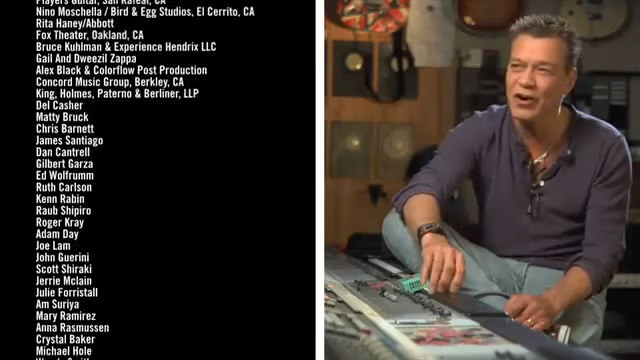 Players Guitar, San Rafael, CA
Nino Moschella / Bird & Egg Studios, El Cerrito, CA
Rita Haney/Abbott
Fox Theater, Oakland, CA
Bruce Kuhlman & Experience Hendrix LLC
Gail And Dweezil Zappa
Alex Black & Colorflow Post Production
Concord Music Group, Berkley, CA
King, Holmes, Paterno & Berliner, LLP
Del Casher
Matty Bruck
Chris Barnett
James Santiago
Dan Cantrell
Gilbert Garza
Ed Wolfrumm
Ruth Carlson
Kenn Rabin
Raub Shapiro
Roger Kray
Adam Day
Joe Lam
John Guerini
Scott Shiraki
Jerrie Mclain
Julie Forristall
Am Suriya
Mary Ramirez
Anna Rasmussen
Crystal Baker
Michael Hole